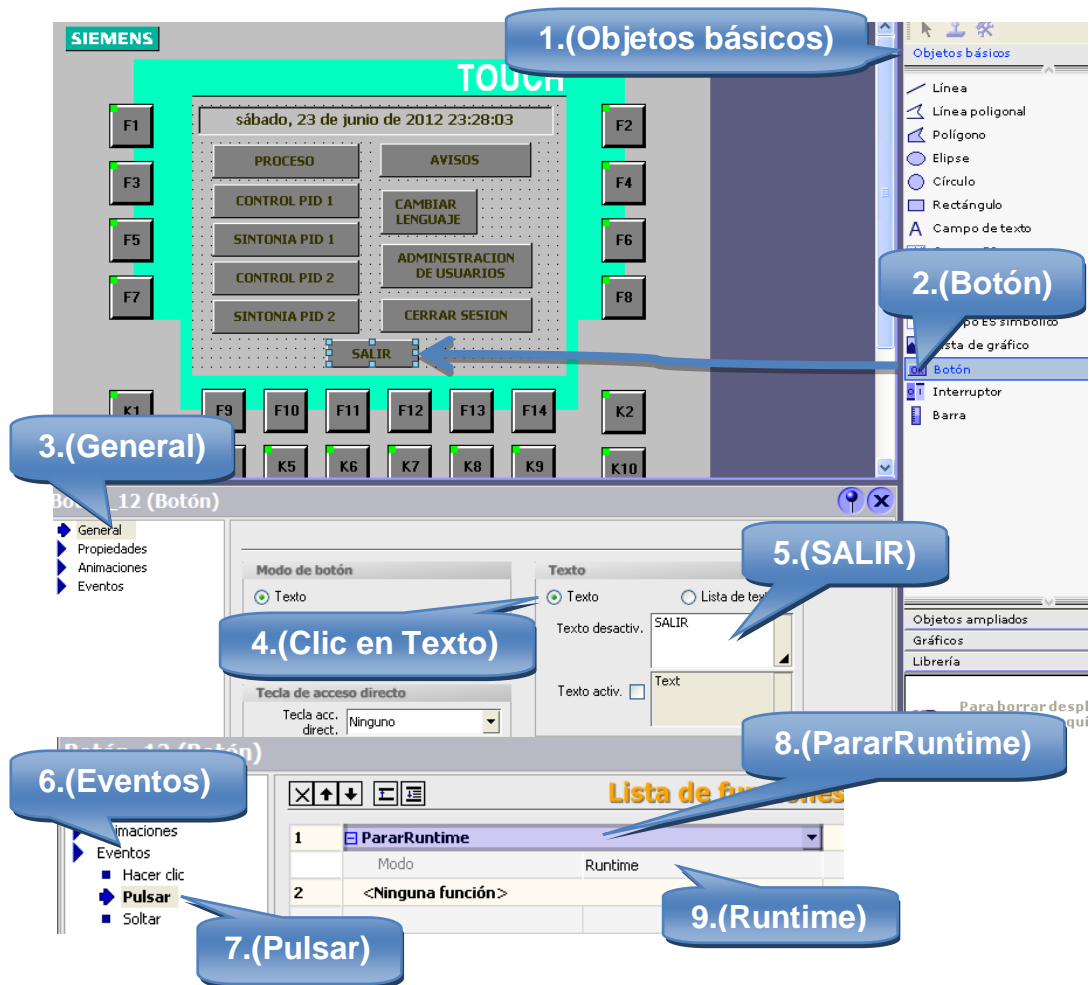 SIEMENS
TOUCH
sábado, 23 de junio de 2012 23:28:03
PROCESO
AVISOS
CONTROL PID 1
CAMBIAR
LENGUAJE
SINTONIA PID 1
ADMINISTRACION
DE USUARIOS
CONTROL PID 2
SINTONIA PID 2
CERRAR SESION
SALIR
F1
F2
F3
F4
F5
F6
F7
F8
K1
F9
F10
F11
F12
F13
F14
K2
K5
K6
K7
K8
K9
K10
1.(Objetos básicos)
Objetos básicos
Línea
Línea poligonal
Polígono
Elipse
Círculo
Rectángulo
A Campo de texto
2.(Botón)
ES simbólico
de gráfico
OK Botón
Interruptor
Barra
Objetos ampliados
Gráficos
Librería
Para borrar
3.(General)
_12 (Botón)
General
Propiedades
Animaciones
Eventos
Modo de botón
Texto
4.(Clic en Texto)
Tecla de acceso directo
Tecla acc.
direct.
Ninguno
Texto
Texto
Lista de
5.(SALIR)
Texto desactiv.
SALIR
Texto activ.
Text
6.(Eventos)
Eventos
Hacer clic
Pulsar
Soltar
7.(Pulsar)
Lista de
8.(PararRuntime)
1 PararRuntime
Modo Runtime
2 <Ninguna función>
9.(Runtime)